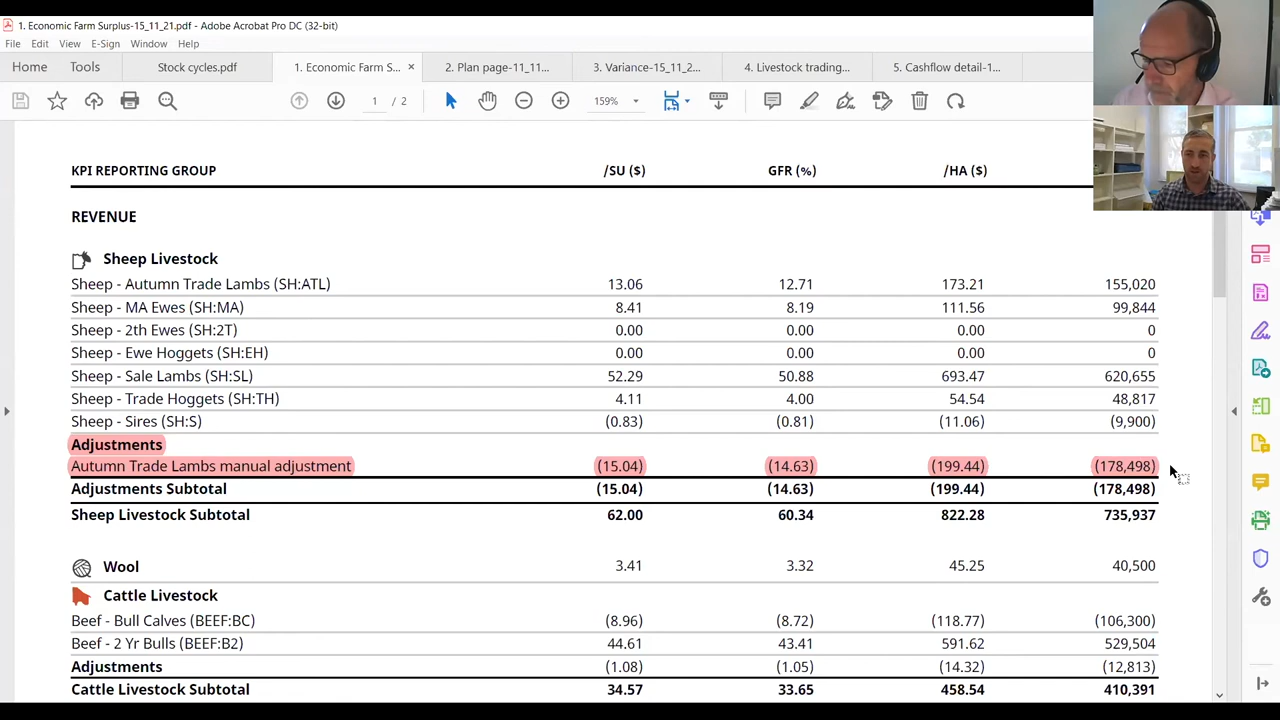 1. Economic Farm Surplus-15_11_21.pdf - Adobe Acrobat Pro DC (32-bit)
File Edit View E-Sign Window Help
Home Tools Stock cycles.pdf 1. Economic Farm S... × 2. Plan page-11_11... 3. Variance-15_11_2... 4. Livestock trading... 5. Cashflow detail-1...
1 / 2 159%
KPI REPORTING GROUP /SU ($) GFR (%) /HA ($)
REVENUE
Sheep Livestock
Sheep - Autumn Trade Lambs (SH:ATL) 13.06 12.71 173.21 155,020
Sheep - MA Ewes (SH:MA) 8.41 8.19 111.56 99,844
Sheep - 2th Ewes (SH:2T) 0.00 0.00 0.00 0
Sheep - Ewe Hoggets (SH:EH) 0.00 0.00 0.00 0
Sheep - Sale Lambs (SH:SL) 52.29 50.88 693.47 620,655
Sheep - Trade Hoggets (SH:TH) 4.11 4.00 54.54 48,817
Sheep - Sires (SH:S) (0.83) (0.81) (11.06) (9,900)
Adjustments
Autumn Trade Lambs manual adjustment (15.04) (14.63) (199.44) (178,498)
Adjustments Subtotal (15.04) (14.63) (199.44) (178,498)
Sheep Livestock Subtotal 62.00 60.34 822.28 735,937
Wool 3.41 3.32 45.25 40,500
Cattle Livestock
Beef - Bull Calves (BEEF:BC) (8.96) (8.72) (118.77) (106,300)
Beef - 2 Yr Bulls (BEEF:B2) 44.61 43.41 591.62 529,504
Adjustments (1.08) (1.05) (14.32) (12,813)
Cattle Livestock Subtotal 34.57 33.65 458.54 410,391